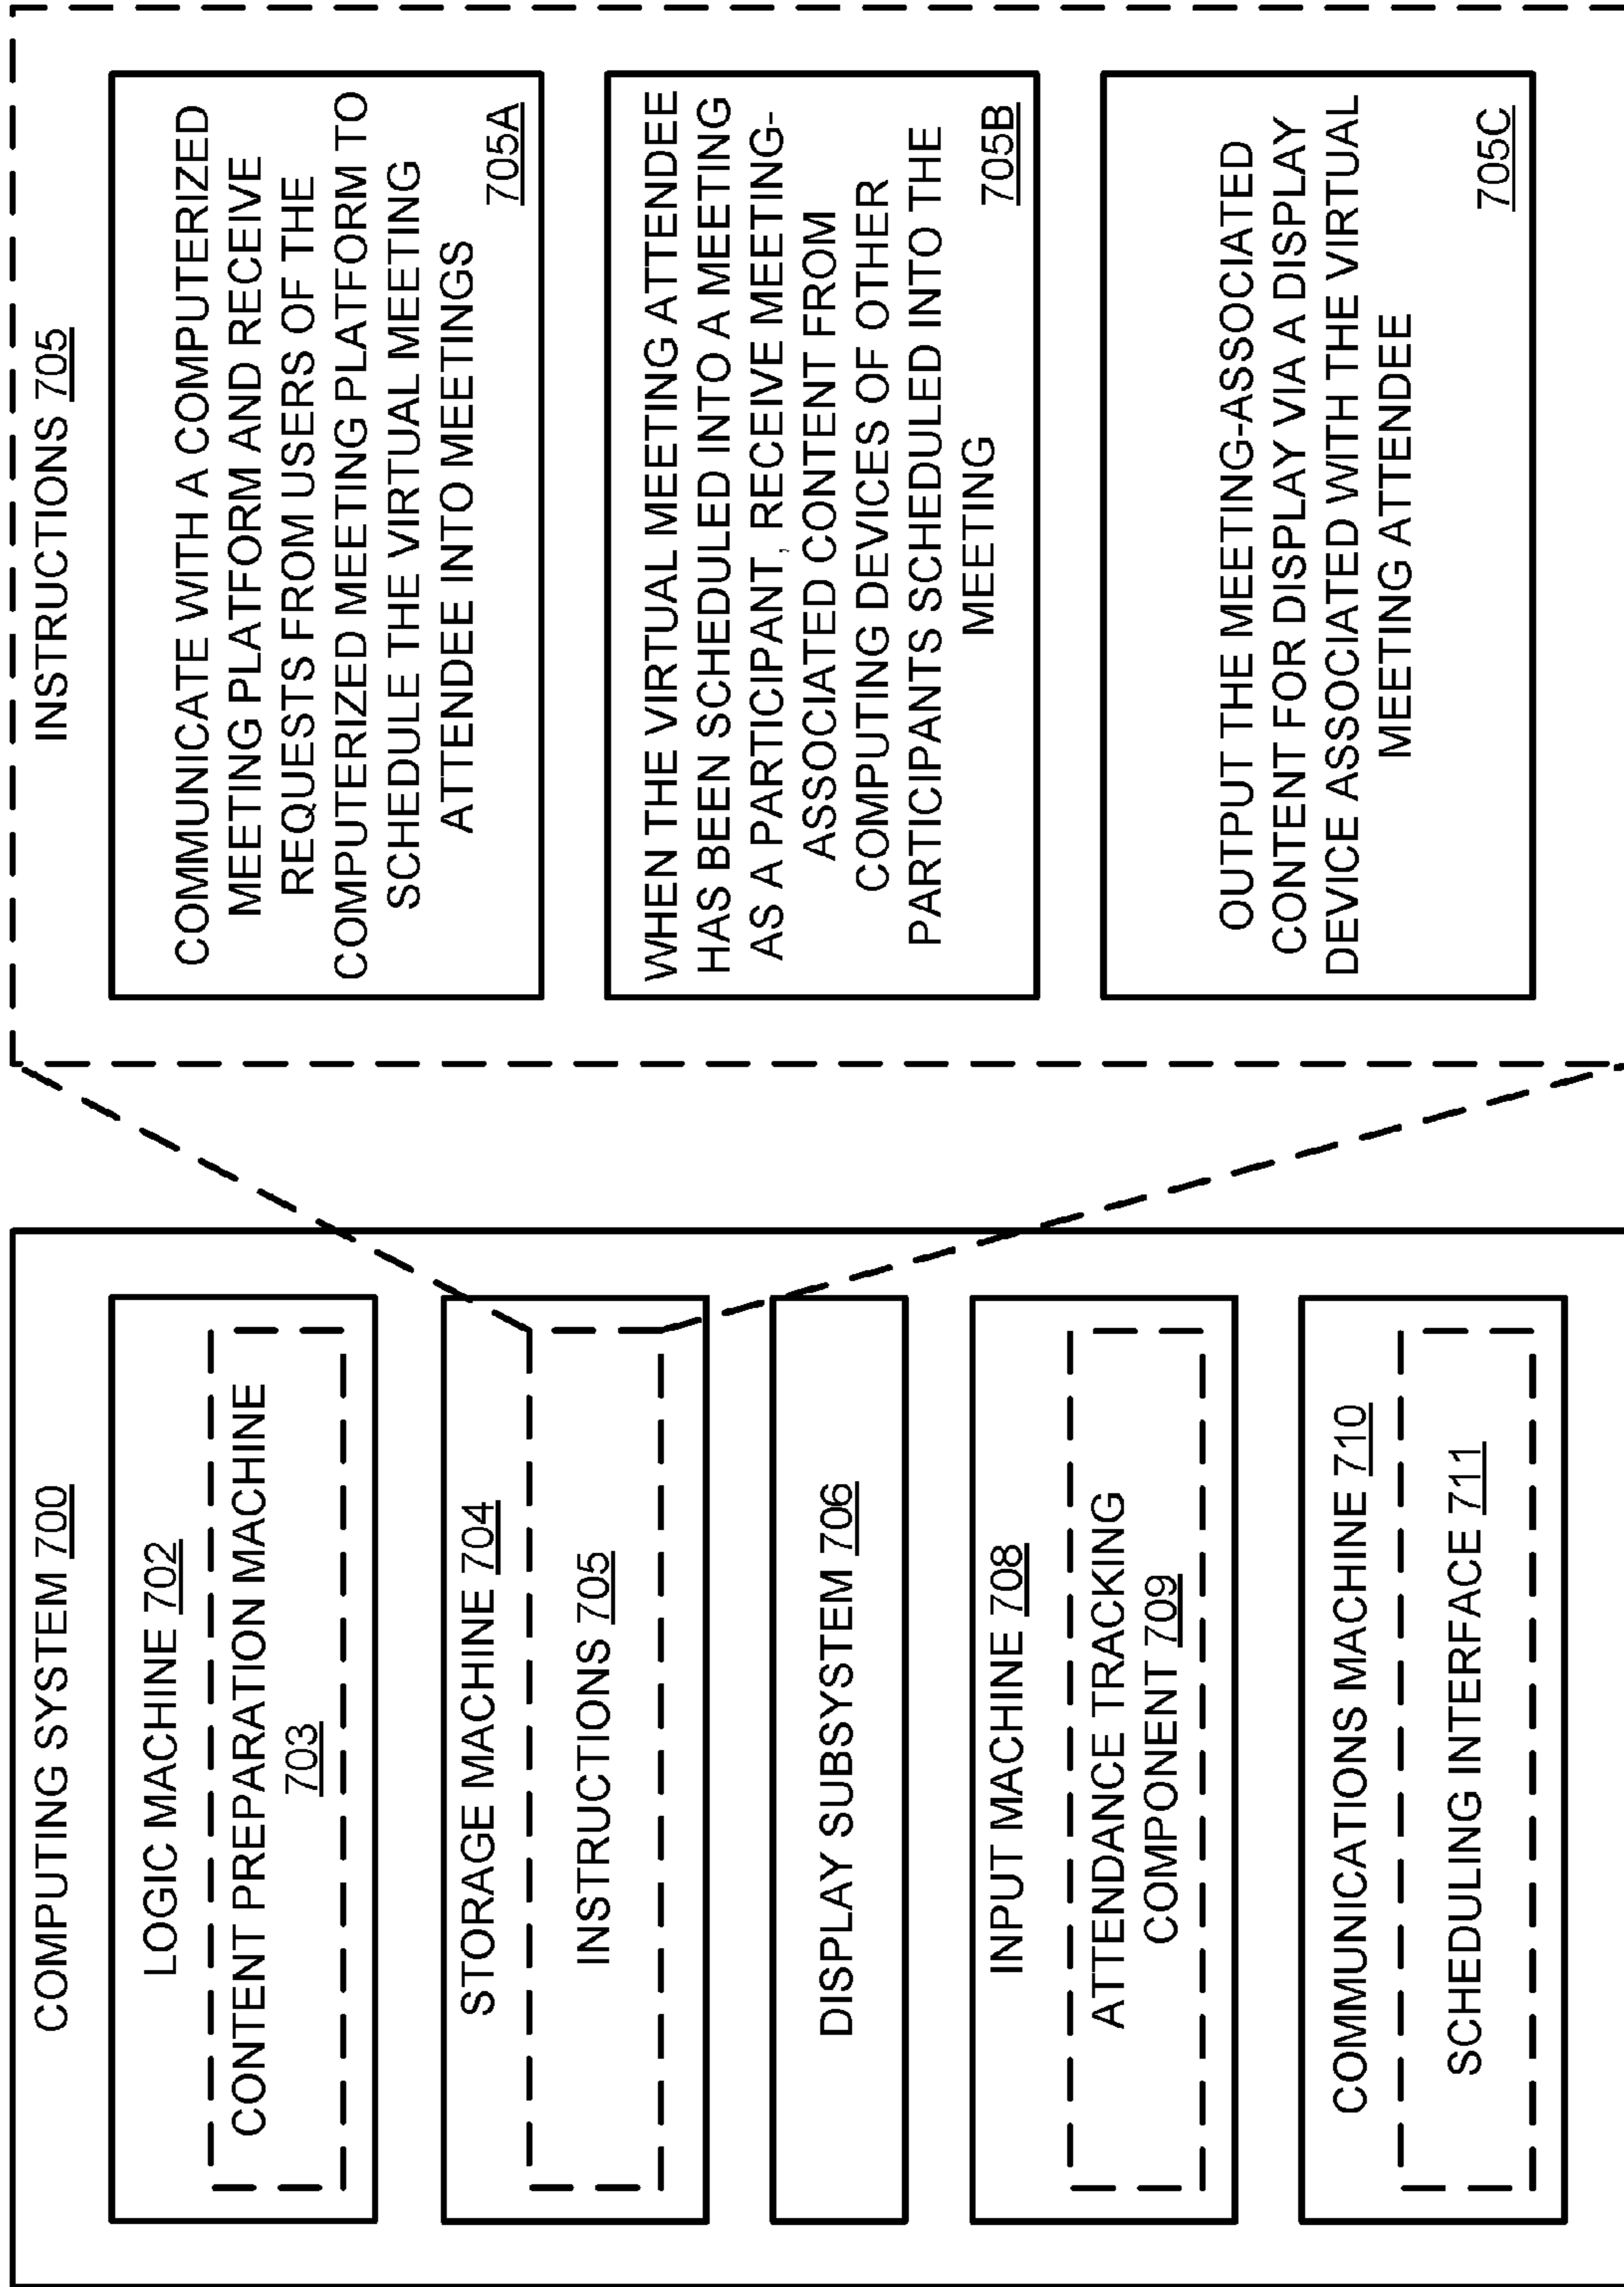 COMPUTING SYSTEM 700
LOGIC MACHINE 702
CONTENT PREPARATION MACHINE
703
STORAGE MACHINE 704
INSTRUCTIONS 705
DISPLAY SUBSYSTEM 706
INPUT MACHINE 708
ATTENDANCE TRACKING
COMPONENT 709
COMMUNICATIONS MACHINE 710
SCHEDULING INTERFACE 711
INSTRUCTIONS 705
COMMUNICATE WITH A COMPUTERIZED
MEETING PLATFORM AND RECEIVE
REQUESTS FROM USERS OF THE
COMPUTERIZED MEETING PLATFORM TO
SCHEDULE THE VIRTUAL MEETING
ATTENDEE INTO MEETINGS
705A
WHEN THE VIRTUAL MEETING ATTENDEE
HAS BEEN SCHEDULED INTO A MEETING
AS A PARTICIPANT, RECEIVE MEETING-
ASSOCIATED CONTENT FROM
COMPUTING DEVICES OF OTHER
PARTICIPANTS SCHEDULED INTO THE
MEETING
705B
OUTPUT THE MEETING-ASSOCIATED
CONTENT FOR DISPLAY VIA A DISPLAY
DEVICE ASSOCIATED WITH THE VIRTUAL
MEETING ATTENDEE
705C